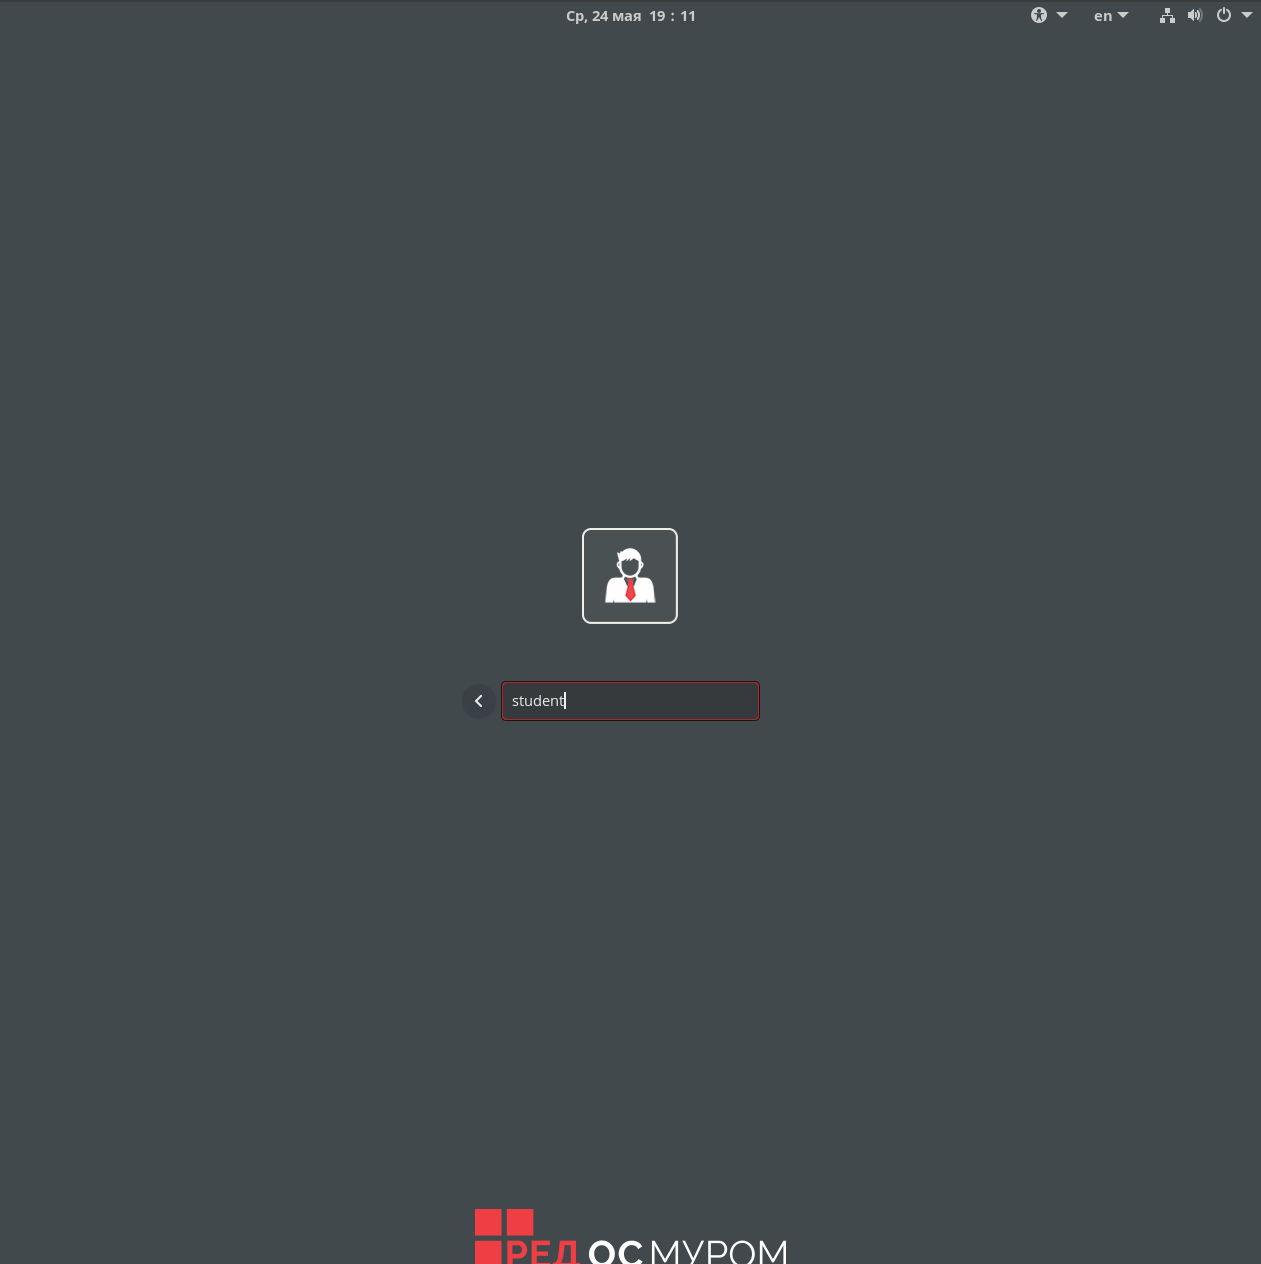 Ср, 24 мая 19 : 11
en
student
РЕД ОС МУРОМ